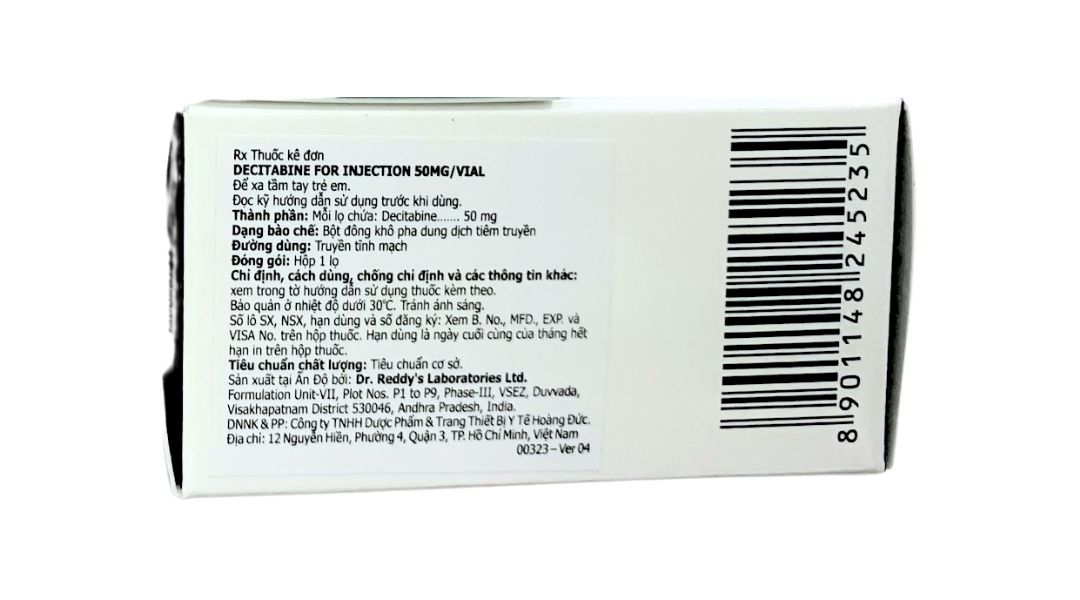 Rx Thuốc kê đơn
DECITABINE FOR INJECTION 50MG/VIAL
Để xa tầm tay trẻ em.
Đọc kỹ hướng dẫn sử dụng trước khi dùng.
Thành phần: Mỗi lọ chứa: Decitabine....... 50 mg
Dạng bào chế: Bột đông khô pha dung dịch tiêm truyền
Đường dùng: Truyền tĩnh mạch
Đóng gói: Hộp 1 lọ
Chỉ định, cách dùng, chống chỉ định và các thông tin khác:
xem trong tờ hướng dẫn sử dụng thuốc kèm theo.
Bảo quản ở nhiệt độ dưới 30°C. Tránh ánh sáng.
Số lô SX, NSX, hạn dùng và số đăng ký: Xem B. No., MFD., EXP. và
VISA No. trên hộp thuốc. Hạn dùng là ngày cuối cùng của tháng hết
hạn in trên hộp thuốc.
Tiêu chuẩn chất lượng: Tiêu chuẩn cơ sở.
Sản xuất tại Ấn Độ bởi: Dr. Reddy's Laboratories Ltd.
Formulation Unit-VII, Plot Nos. P1 to P9, Phase-III, VSEZ, Duvvada,
Visakhapatnam District 530046, Andhra Pradesh, India.
DNNK & PP: Công ty TNHH Dược Phẩm & Trang Thiết Bị Y Tế Hoàng Đức.
Địa chỉ: 12 Nguyễn Hiền, Phường 4, Quận 3, TP. Hồ Chí Minh, Việt Nam
00323 – Ver 04
8 901148 245235